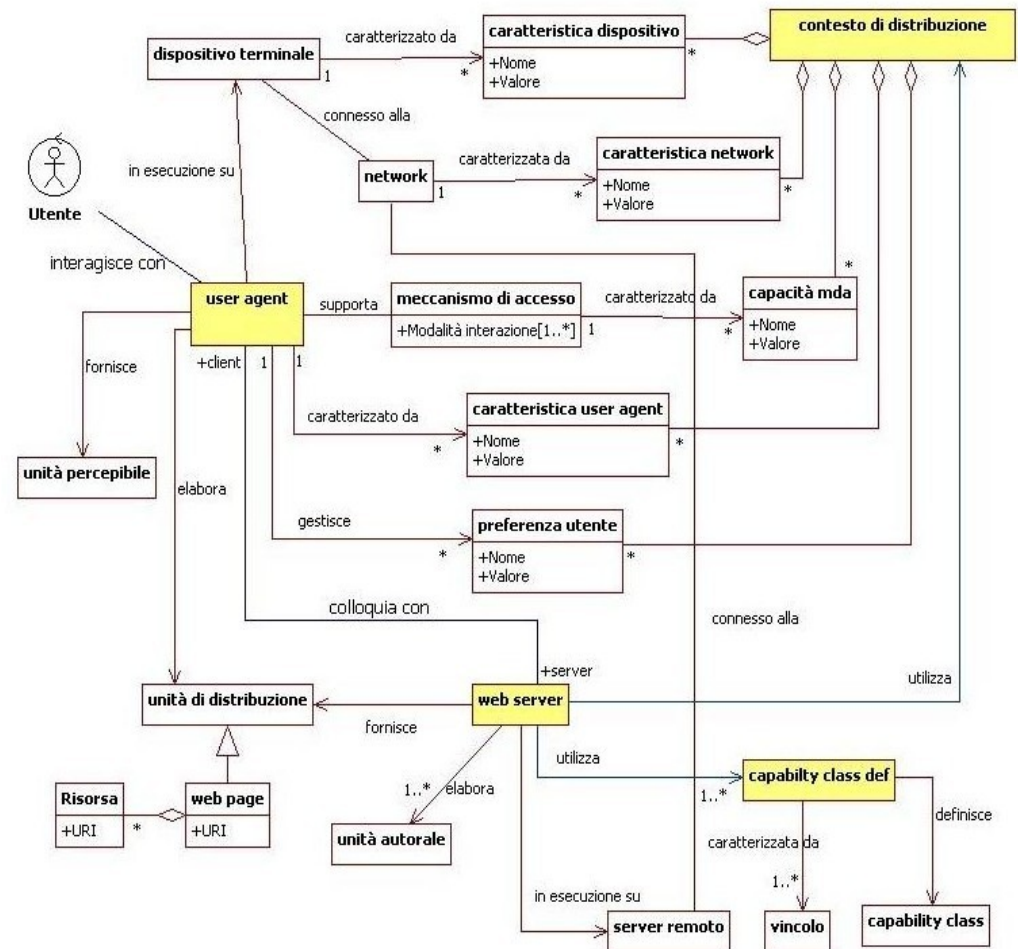 caratterizzato da
caratteristica dispositivo
+Nome
+Valore
contesto di distribuzione
dispositivo terminale
1
*
*
connesso alla
in esecuzione su
network
caratterizzata da
1
*
caratteristica network
+Nome
+Valore
*
Utente
interagisce con
user agent
supporta
meccanismo di accesso
+Modalità interazione[1..*]
1
caratterizzato da
*
*
capacità mda
+Nome
+Valore
+client
1
1
fornisce
caratterizzato da
*
caratteristica user agent
+Nome
+Valore
*
unità percepibile
elabora
gestisce
*
preferenza utente
+Nome
+Valore
*
colloquia con
connesso alla
+server
utilizza
unità di distribuzione
fornisce
web server
utilizza
1..*
capabilty class def
Risorsa
+URI
*
web page
+URI
1..*
elabora
unità autorale
definisce
caratterizzata da
1..*
in esecuzione su
server remoto
vincolo
capability class